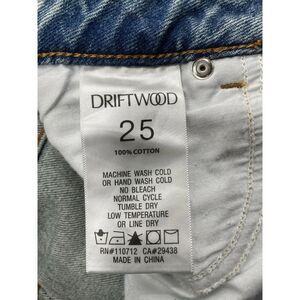 DRIFTWOOD
25
100% COTTON
MACHINE WASH COLD
OR HAND WASH COLD
NO BLEACH
NORMAL CYCLE
TUMBLE DRY
LOW TEMPERATURE
OR LINE DRY
RN#110712 CA#29438
MADE IN CHINA